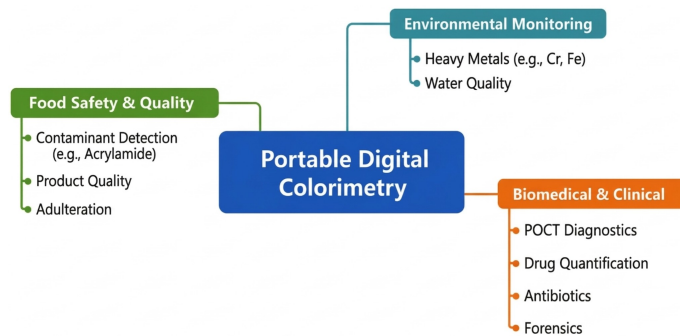 Environmental Monitoring
Heavy Metals (e.g., Cr, Fe)
Water Quality
Food Safety & Quality
Contaminant Detection
(e.g., Acrylamide)
Product Quality
Adulteration
Portable Digital
Colorimetry
Biomedical & Clinical
POCT Diagnostics
Drug Quantification
Antibiotics
Forensics